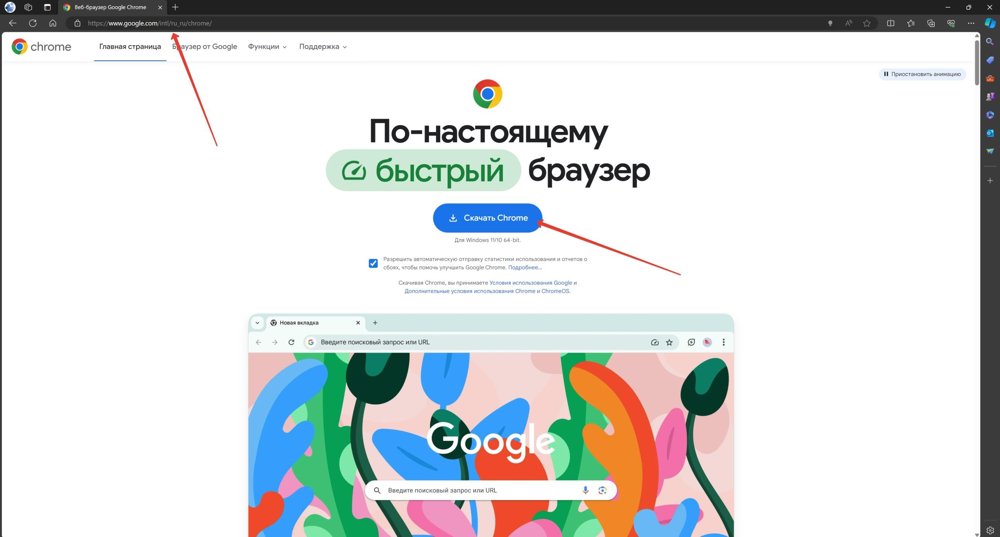 Веб-браузер Google Chrome
https://www.google.com/intl/ru_ru/chrome/
chrome
Главная страница
Браузер от Google
Функции
Поддержка
Приостановить анимацию
По-настоящему
быстрый браузер
Скачать Chrome
Для Windows 11/10 64-bit.
Разрешить автоматическую отправку статистики использования и отчетов о
сбоях, чтобы помочь улучшить Google Chrome. Подробнее...
Скачивая Chrome, вы принимаете Условия использования Google и
Дополнительные условия использования Chrome и ChromeOS.
Новая вкладка
Введите поисковый запрос или URL
Google
Введите поисковый запрос или URL